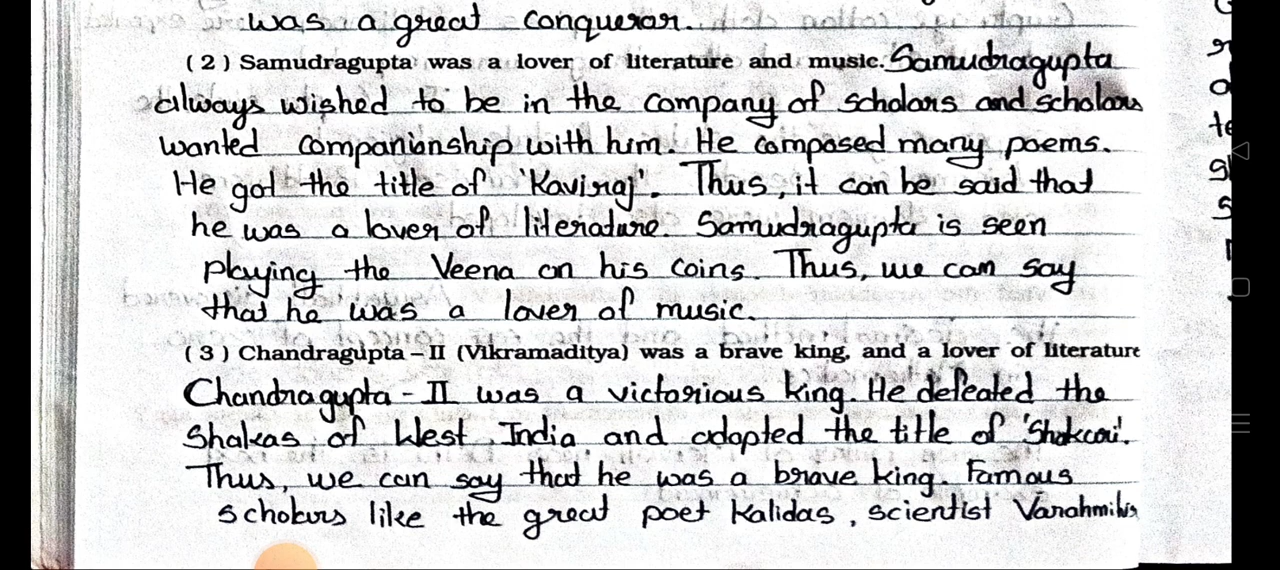 was a great conquerar.
( 2 ) Samudragupta was a lover of literature and music. Samudragupta
always wished to be in the company of scholars and scholars
wanted companionship with him. He composed many poems.
He got the title of 'Kaviraj'. Thus, it can be said that
he was a lover of literature. Samudragupta is seen
playing the Veena on his coins. Thus, we can say
that he was a lover of music.
( 3 ) Chandragupta – II (Vikramaditya) was a brave king, and a lover of literature
Chandragupta - II was a victorious king. He defeated the
Shakas of West India and adopted the title of
Thus, we can say that he was a brave king. Famous
scholars like the great poet Kalidas, scientist